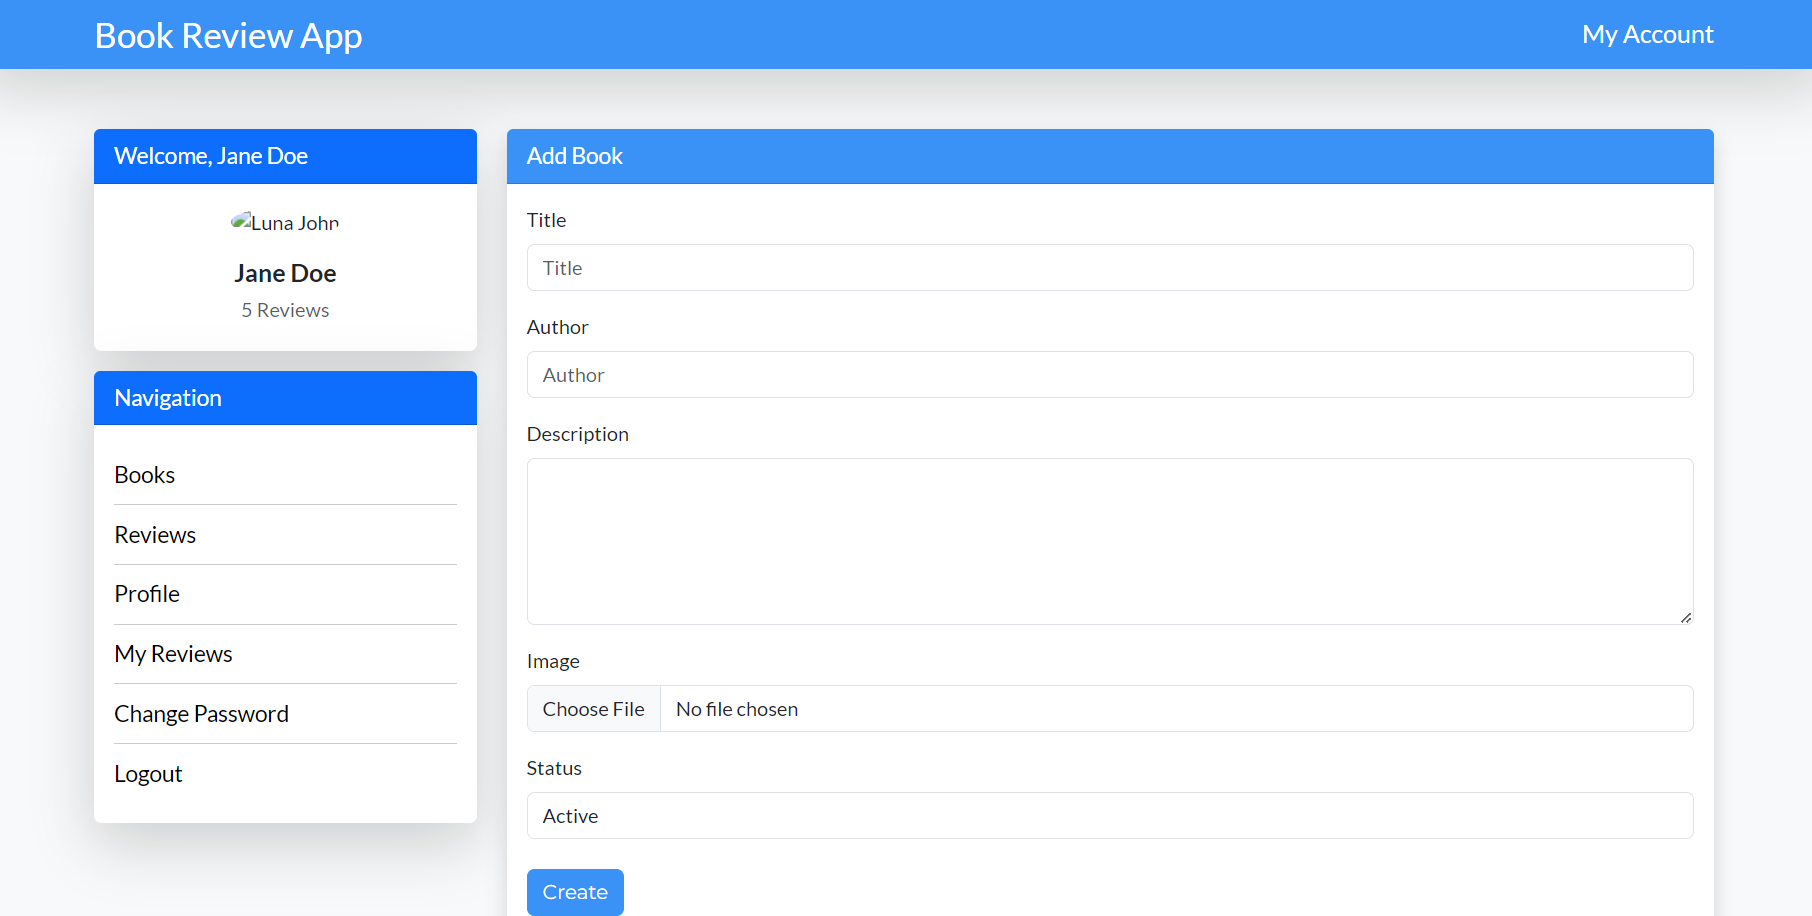 Book Review App
My Account
Welcome, Jane Doe
Luna John
Jane Doe
5 Reviews
Navigation
Books
Reviews
Profile
My Reviews
Change Password
Logout
Add Book
Title
Title
Author
Author
Description
Image
Choose File No file chosen
Status
Active
Create